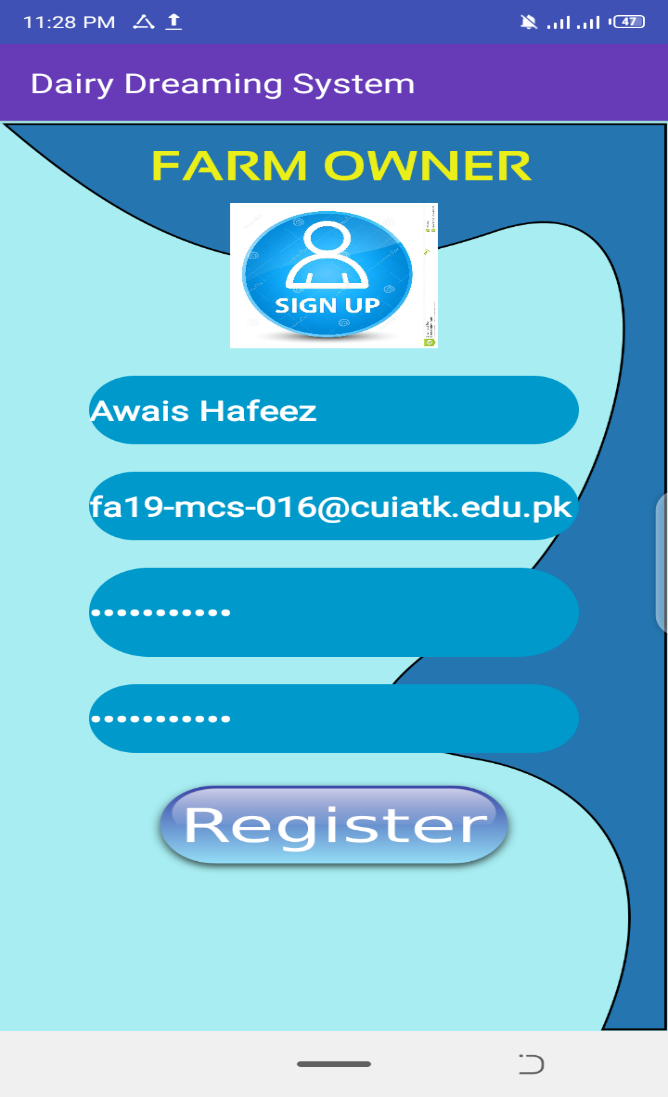 11:28 PM 47
Dairy Dreaming System
FARM OWNER
SIGN UP
Awais Hafeez
fa19-mcs-016@cuiatk.edu.pk
•••••••••••
•••••••••••
Register